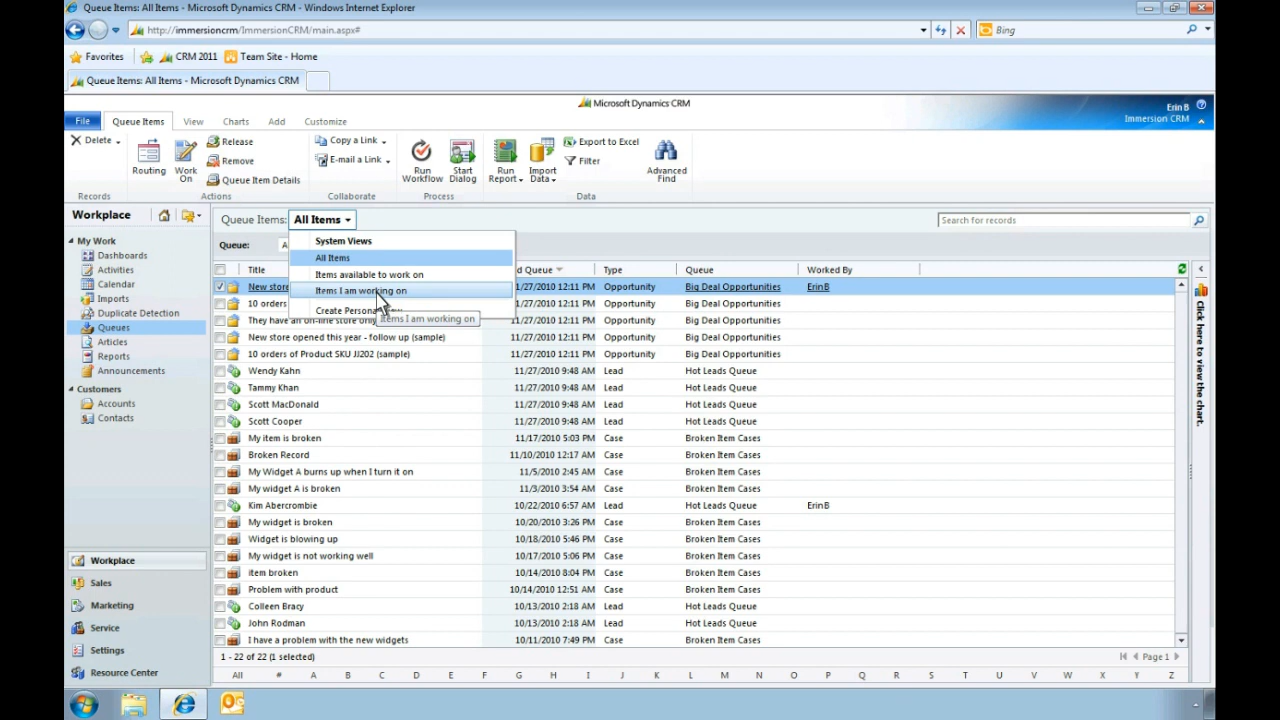 Queue Items: All Items - Microsoft Dynamics CRM - Windows Internet Explorer
http://immersioncrm/ImmersionCRM/main.aspx#
Bing
Favorites CRM 2011 Team Site - Home
Queue Items: All Items - Microsoft Dynamics CRM
Microsoft Dynamics CRM
Erin B
Immersion CRM
File Queue Items View Charts Add Customize
Delete
Routing
Work On
Release
Remove
Queue Item Details
Copy a Link
E-mail a Link
Run Workflow
Start Dialog
Run Report
Import Data
Export to Excel
Filter
Advanced Find
Records Actions Collaborate Process Data
Workplace
Queue Items: All Items
Search for records
Queue:
System Views
All Items
Items available to work on
Items I am working on
Create Persona
Items I am working on
My Work
Dashboards
Activities
Calendar
Imports
Duplicate Detection
Queues
Articles
Reports
Announcements
Customers
Accounts
Contacts
Title d Queue Type Queue Worked By
New store 1/27/2010 12:11 PM Opportunity Big Deal Opportunities ErinB
10 orders 11/27/2010 12:11 PM Opportunity Big Deal Opportunities
They have an on-line store only 11/27/2010 12:11 PM Opportunity Big Deal Opportunities
New store opened this year - follow up (sample) 11/27/2010 12:11 PM Opportunity Big Deal Opportunities
10 orders of Product SKU JJ202 (sample) 11/27/2010 12:11 PM Opportunity Big Deal Opportunities
Wendy Kahn 11/27/2010 9:48 AM Lead Hot Leads Queue
Tammy Khan 11/27/2010 9:48 AM Lead Hot Leads Queue
Scott MacDonald 11/27/2010 9:48 AM Lead Hot Leads Queue
Scott Cooper 11/27/2010 9:48 AM Lead Hot Leads Queue
My item is broken 11/17/2010 5:03 PM Case Broken Item Cases
Broken Record 11/10/2010 12:17 AM Case Broken Item Cases
My Widget A burns up when I turn it on 11/5/2010 2:45 AM Case Broken Item Cases
My widget A is broken 11/3/2010 3:54 AM Case Broken Item Cases
Kim Abercrombie 10/22/2010 6:57 AM Lead Hot Leads Queue ErinB
My widget is broken 10/20/2010 3:26 PM Case Broken Item Cases
Widget is blowing up 10/18/2010 5:46 PM Case Broken Item Cases
My widget is not working well 10/17/2010 5:06 PM Case Broken Item Cases
item broken 10/14/2010 8:04 PM Case Broken Item Cases
Problem with product 10/14/2010 12:51 AM Case Broken Item Cases
Colleen Bracy 10/13/2010 2:18 AM Lead Hot Leads Queue
John Rodman 10/13/2010 2:18 AM Lead Hot Leads Queue
I have a problem with the new widgets 10/11/2010 7:49 PM Case Broken Item Cases
Click here to view the chart.
Workplace
Sales
Marketing
Service
Settings
Resource Center
1 - 22 of 22 (1 selected) Page 1
All # A B C D E F G H I J K L M N O P Q R S T U V W X Y Z